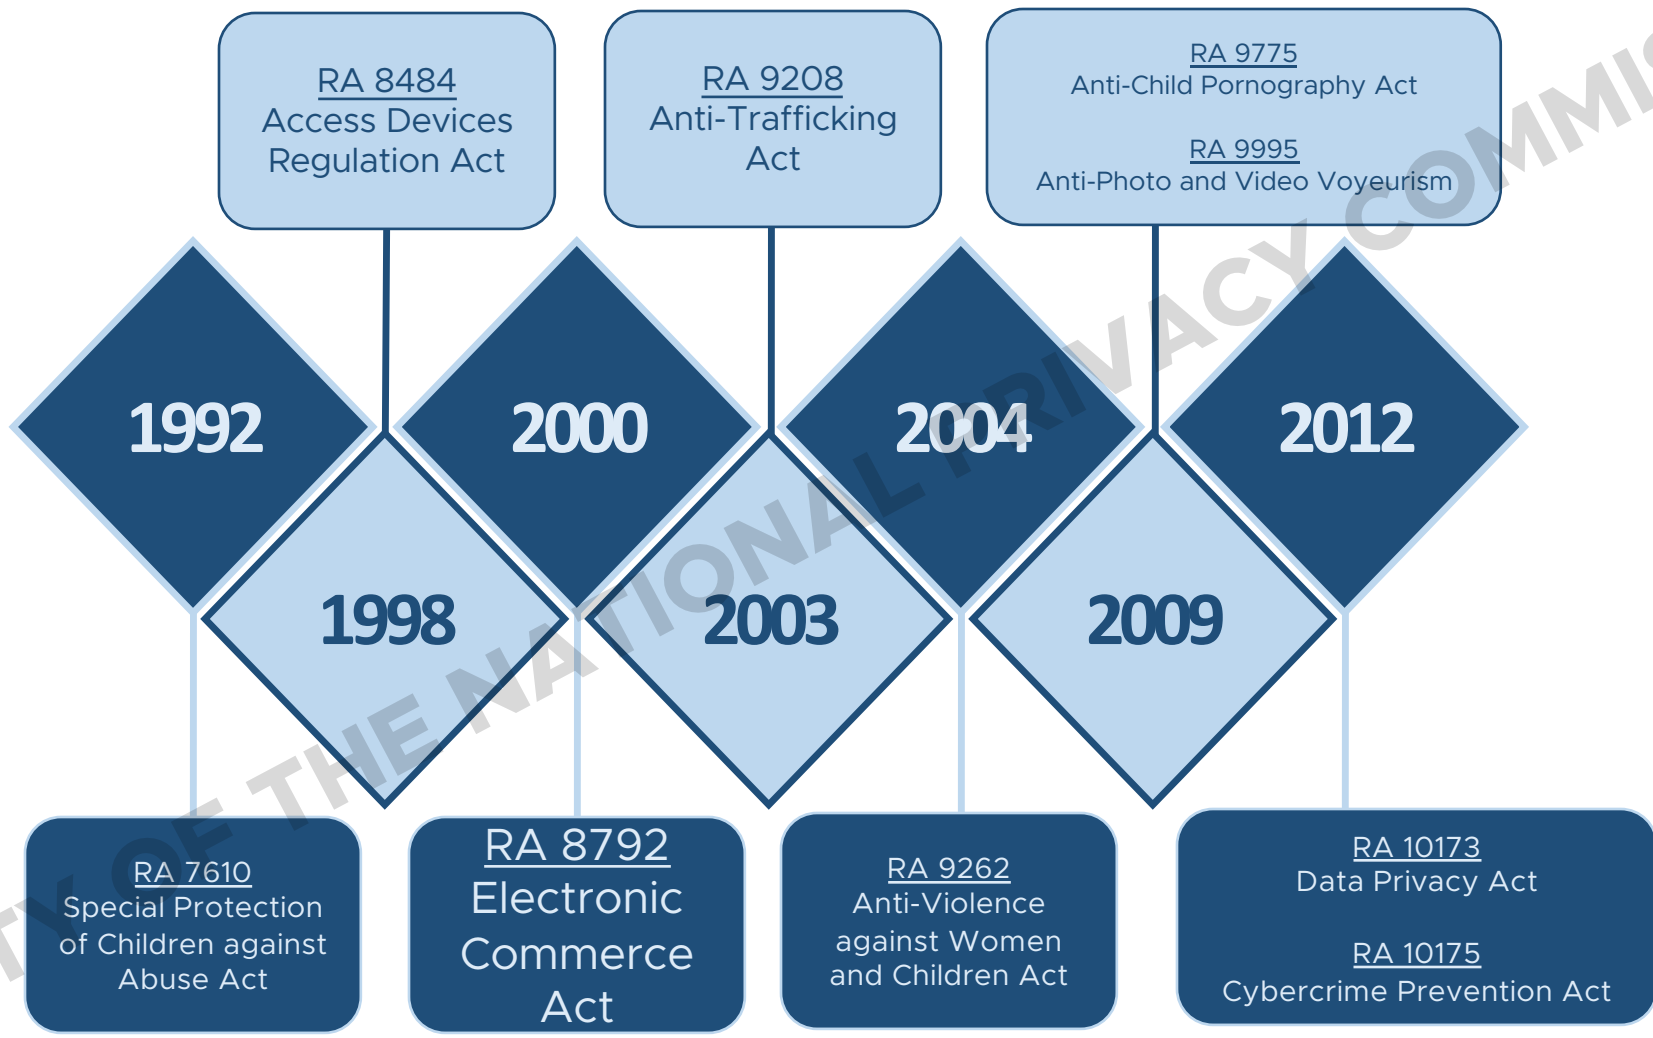 RA 8484
Access Devices
Regulation Act
RA 9208
Anti-Trafficking
Act
RA 9775
Anti-Child Pornography Act
RA 9995
Anti-Photo and Video Voyeurism
1992
2000
2004
2012
1998
2003
2009
RA 7610
Special Protection
of Children against
Abuse Act
RA 8792
Electronic
Commerce
Act
RA 9262
Anti-Violence
against Women
and Children Act
RA 10173
Data Privacy Act
RA 10175
Cybercrime Prevention Act
OF THE NATIONAL PRIVACY